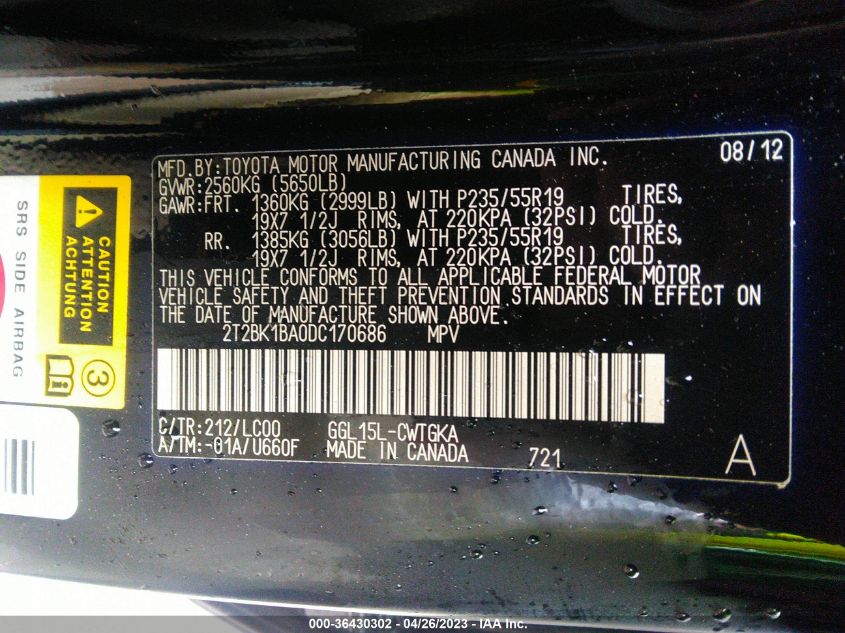 MFD.BY:TOYOTA MOTOR MANUFACTURING CANADA INC. 08/12
GVWR:2560KG (5650LB)
GAWR:FRT. 1360KG (2999LB) WITH P235/55R19 TIRES,
19X7 1/2J RIMS, AT 220KPA (32PSI) COLD.
RR. 1385KG (3056LB) WITH P235/55R19 TIRES,
19X7 1/2J RIMS, AT 220KPA (32PSI) COLD.
THIS VEHICLE CONFORMS TO ALL APPLICABLE FEDERAL MOTOR
VEHICLE SAFETY AND THEFT PREVENTION STANDARDS IN EFFECT ON
THE DATE OF MANUFACTURE SHOWN ABOVE.
2T2BK1BA0DC170686 MPV
C/TR:212/LC00 GGL15L-CWTGKA
A/TM:-01A/U660F MADE IN CANADA 721 A
SRS SIDE AIRBAG
CAUTION
ATTENTION
ACHTUNG
3
000-36430302 - 04/26/2023 - IAA Inc.